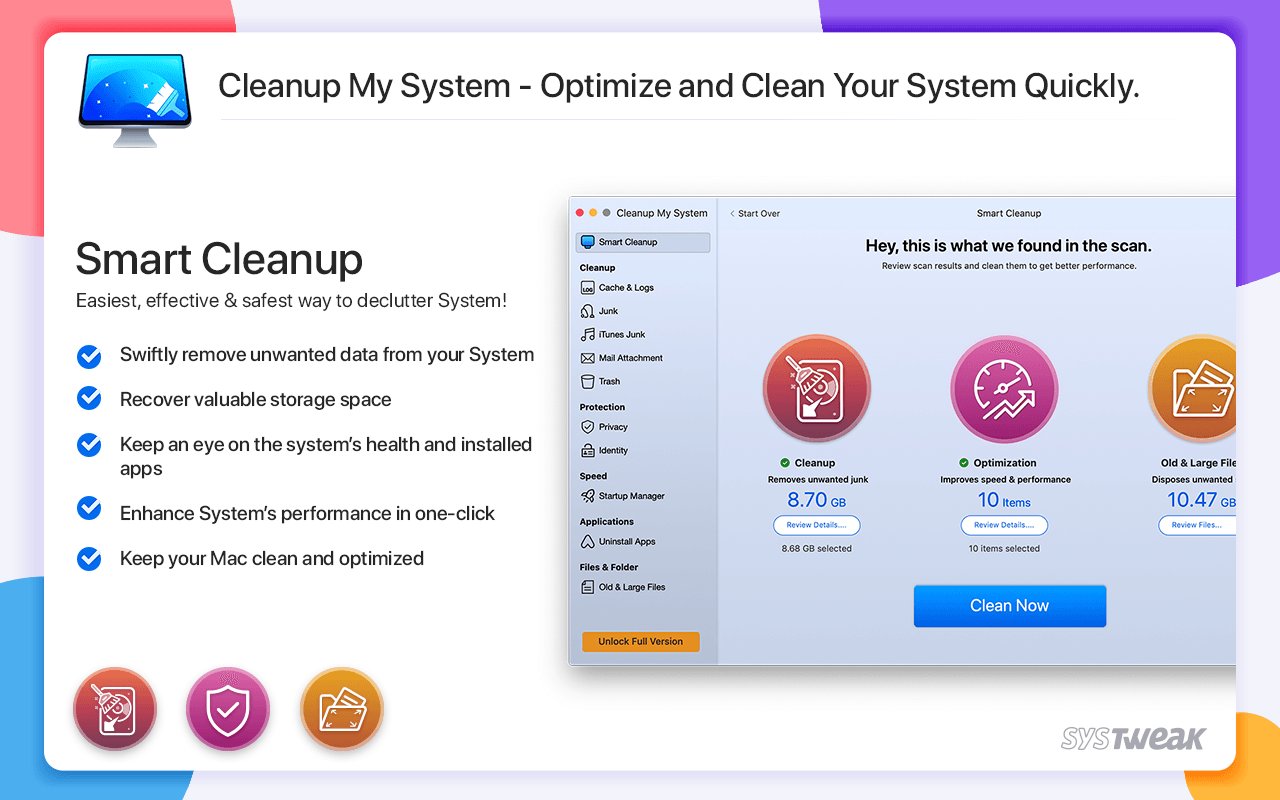 Cleanup My System - Optimize and Clean Your System Quickly.
Smart Cleanup
Easiest, effective & safest way to declutter System!
Swiftly remove unwanted data from your System
Recover valuable storage space
Keep an eye on the system's health and installed
apps
Enhance System's performance in one-click
Keep your Mac clean and optimized
Cleanup My System
Smart Cleanup
Cleanup
LOG
Cache & Logs
Junk
iTunes Junk
Mail Attachment
Trash
Protection
Privacy
Identity
Speed
Startup Manager
Applications
Uninstall Apps
Files & Folder
Old & Large Files
Unlock Full Version
Start Over
Smart Cleanup
Hey, this is what we found in the scan.
Review scan results and clean them to get better performance.
Cleanup
Removes unwanted junk
8.70 GB
Review Details....
8.68 GB selected
Optimization
Improves speed & performance
10 Items
Review Details....
10 items selected
Old & Large File
Disposes unwanted
10.47 GB
Review Files...
Clean Now
SYSTweak